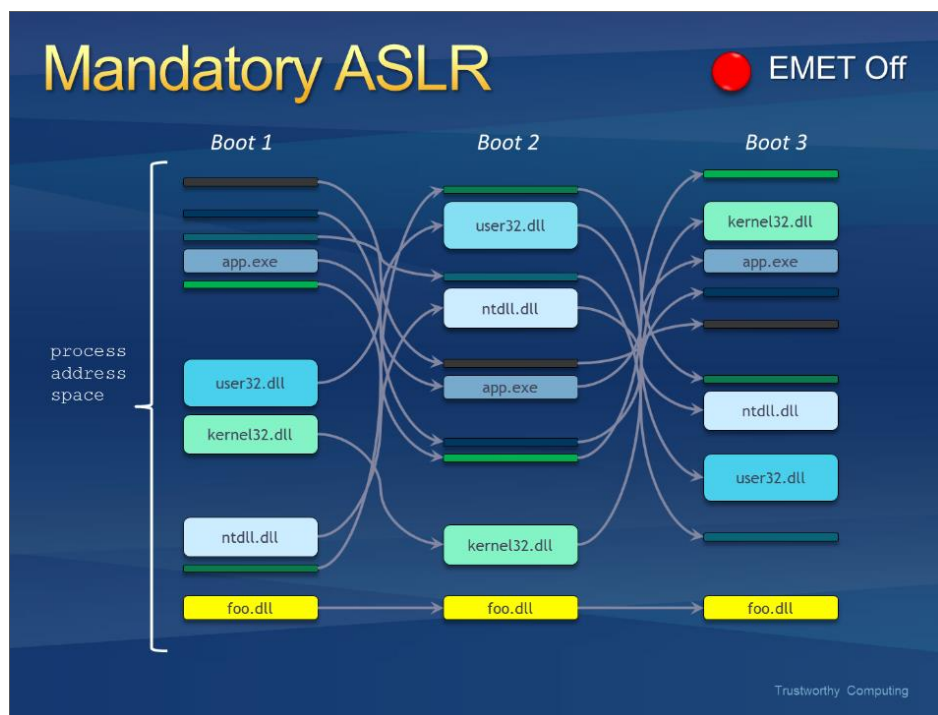 Mandatory ASLR
EMET Off
Boot 1
Boot 2
Boot 3
process
address
space
app.exe
user32.dll
kernel32.dll
ntdll.dll
foo.dll
user32.dll
ntdll.dll
app.exe
kernel32.dll
foo.dll
kernel32.dll
app.exe
ntdll.dll
user32.dll
foo.dll
Trustworthy Computing